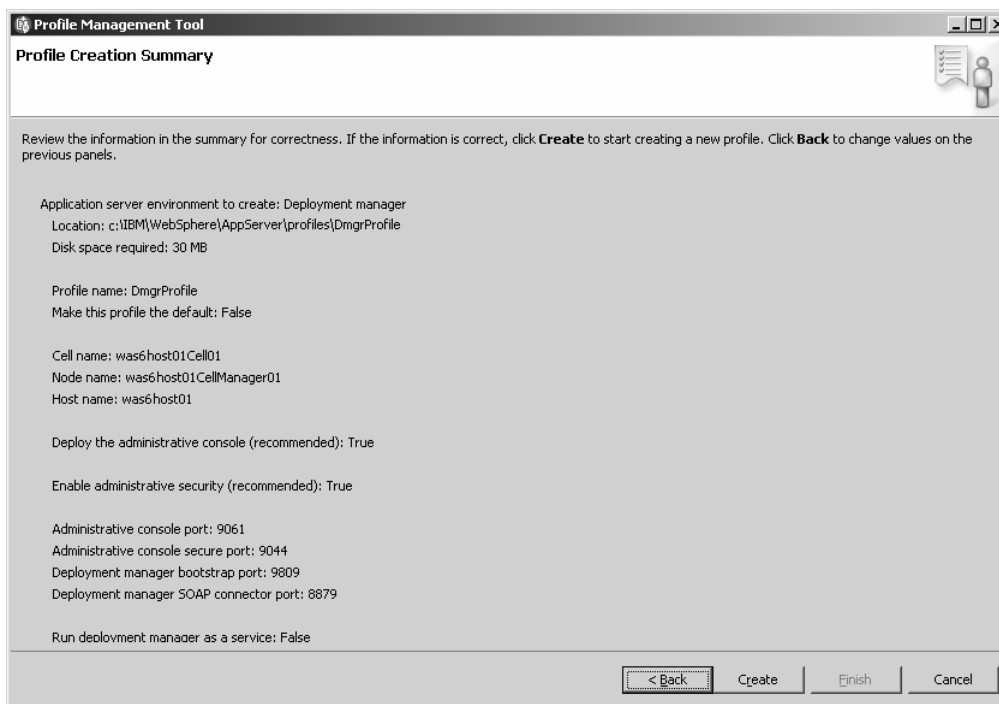 Profile Management Tool
Profile Creation Summary
Review the information in the summary for correctness. If the information is correct, click Create to start creating a new profile. Click Back to change values on the
previous panels.
Application server environment to create: Deployment manager
Location: c:\IBM\WebSphere\AppServer\profiles\DmgrProfile
Disk space required: 30 MB
Profile name: DmgrProfile
Make this profile the default: False
Cell name: was6host01Cell01
Node name: was6host01CellManager01
Host name: was6host01
Deploy the administrative console (recommended): True
Enable administrative security (recommended): True
Administrative console port: 9061
Administrative console secure port: 9044
Deployment manager bootstrap port: 9809
Deployment manager SOAP connector port: 8879
Run deployment manager as a service: False
< Back Create Finish Cancel